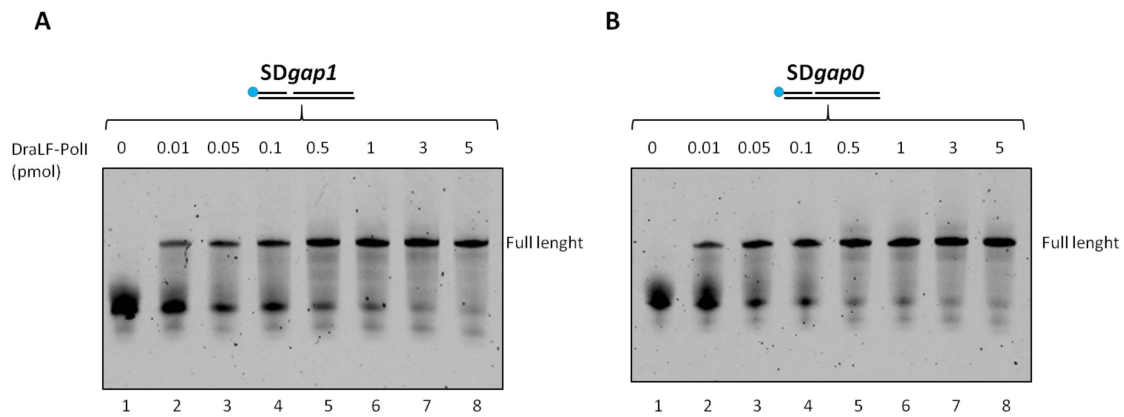 A
SDgap1
DraLF-PolI 0 0.01 0.05 0.1 0.5 1 3 5
(pmol)
Full lenght
1 2 3 4 5 6 7 8
B
SDgap0
0 0.01 0.05 0.1 0.5 1 3 5
Full lenght
1 2 3 4 5 6 7 8